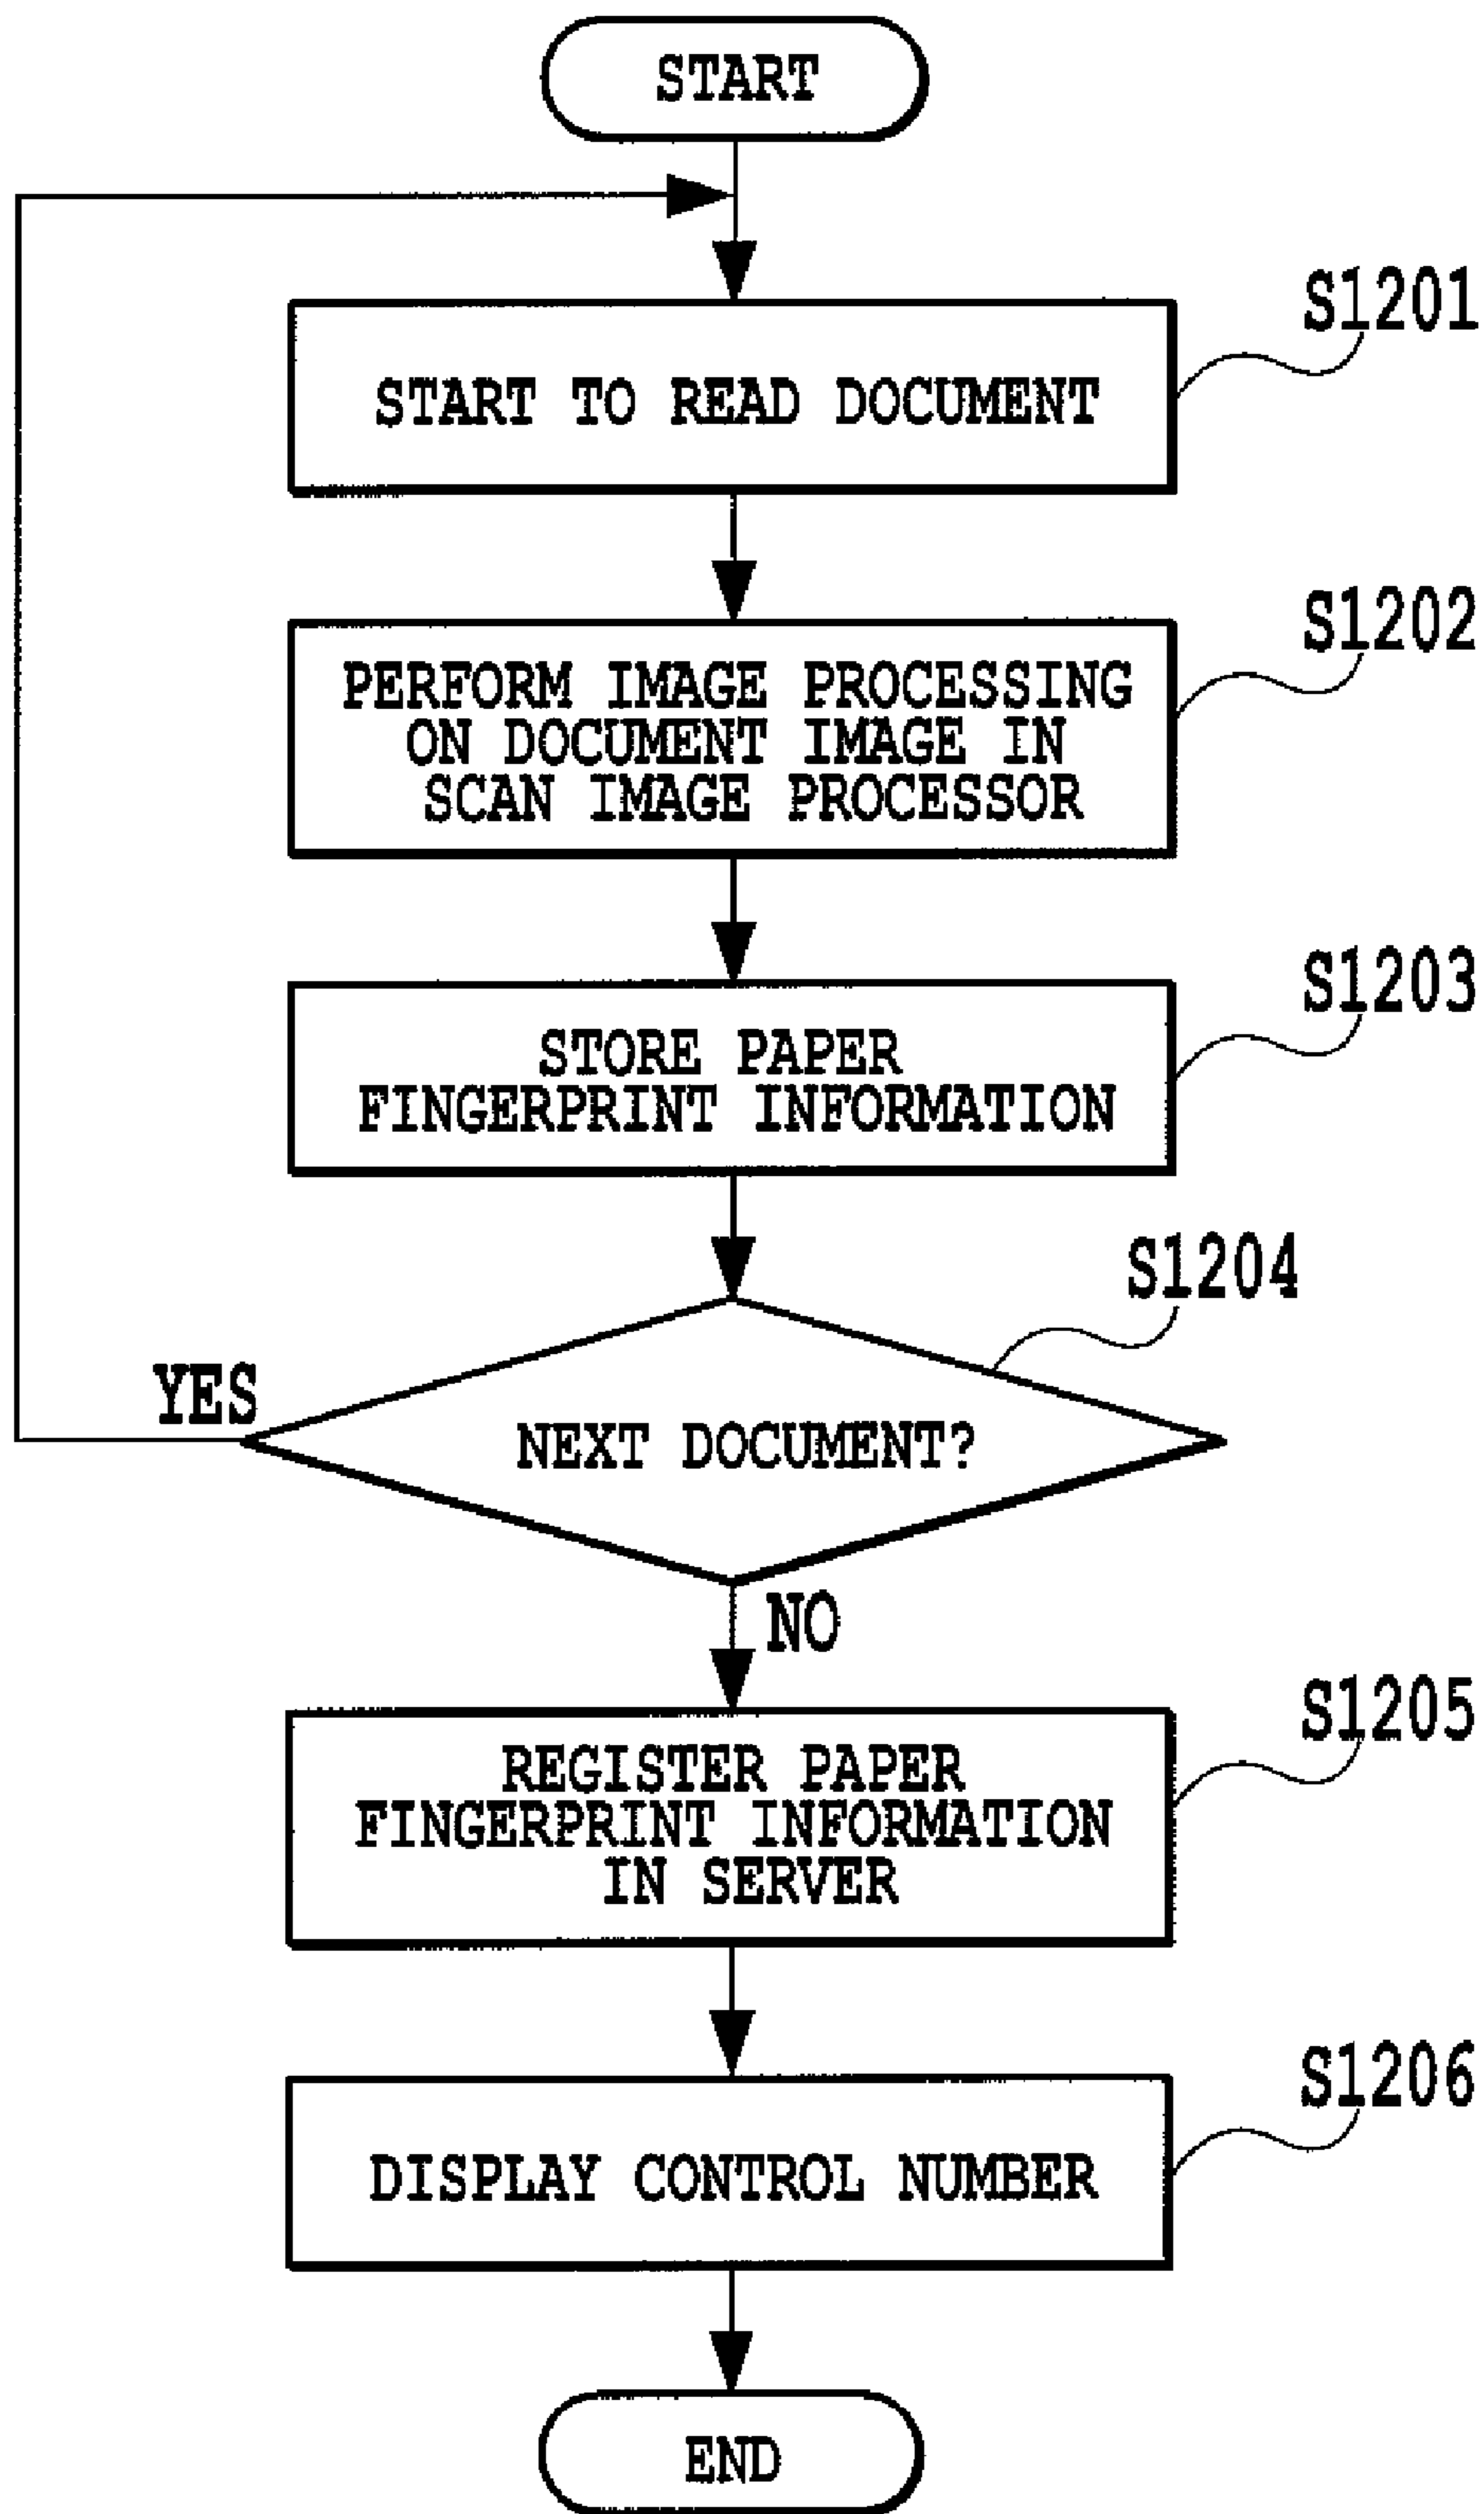 START
S1201
START TO READ DOCUMENT
S1202
PERFORM IMAGE PROCESSING
ON DOCUMENT IMAGE IN
SCAN IMAGE PROCESSOR
S1203
STORE PAPER
FINGERPRINT INFORMATION
S1204
YES
NEXT DOCUMENT?
NO
S1205
REGISTER PAPER
FINGERPRINT INFORMATION
IN SERVER
S1206
DISPLAY CONTROL NUMBER
END